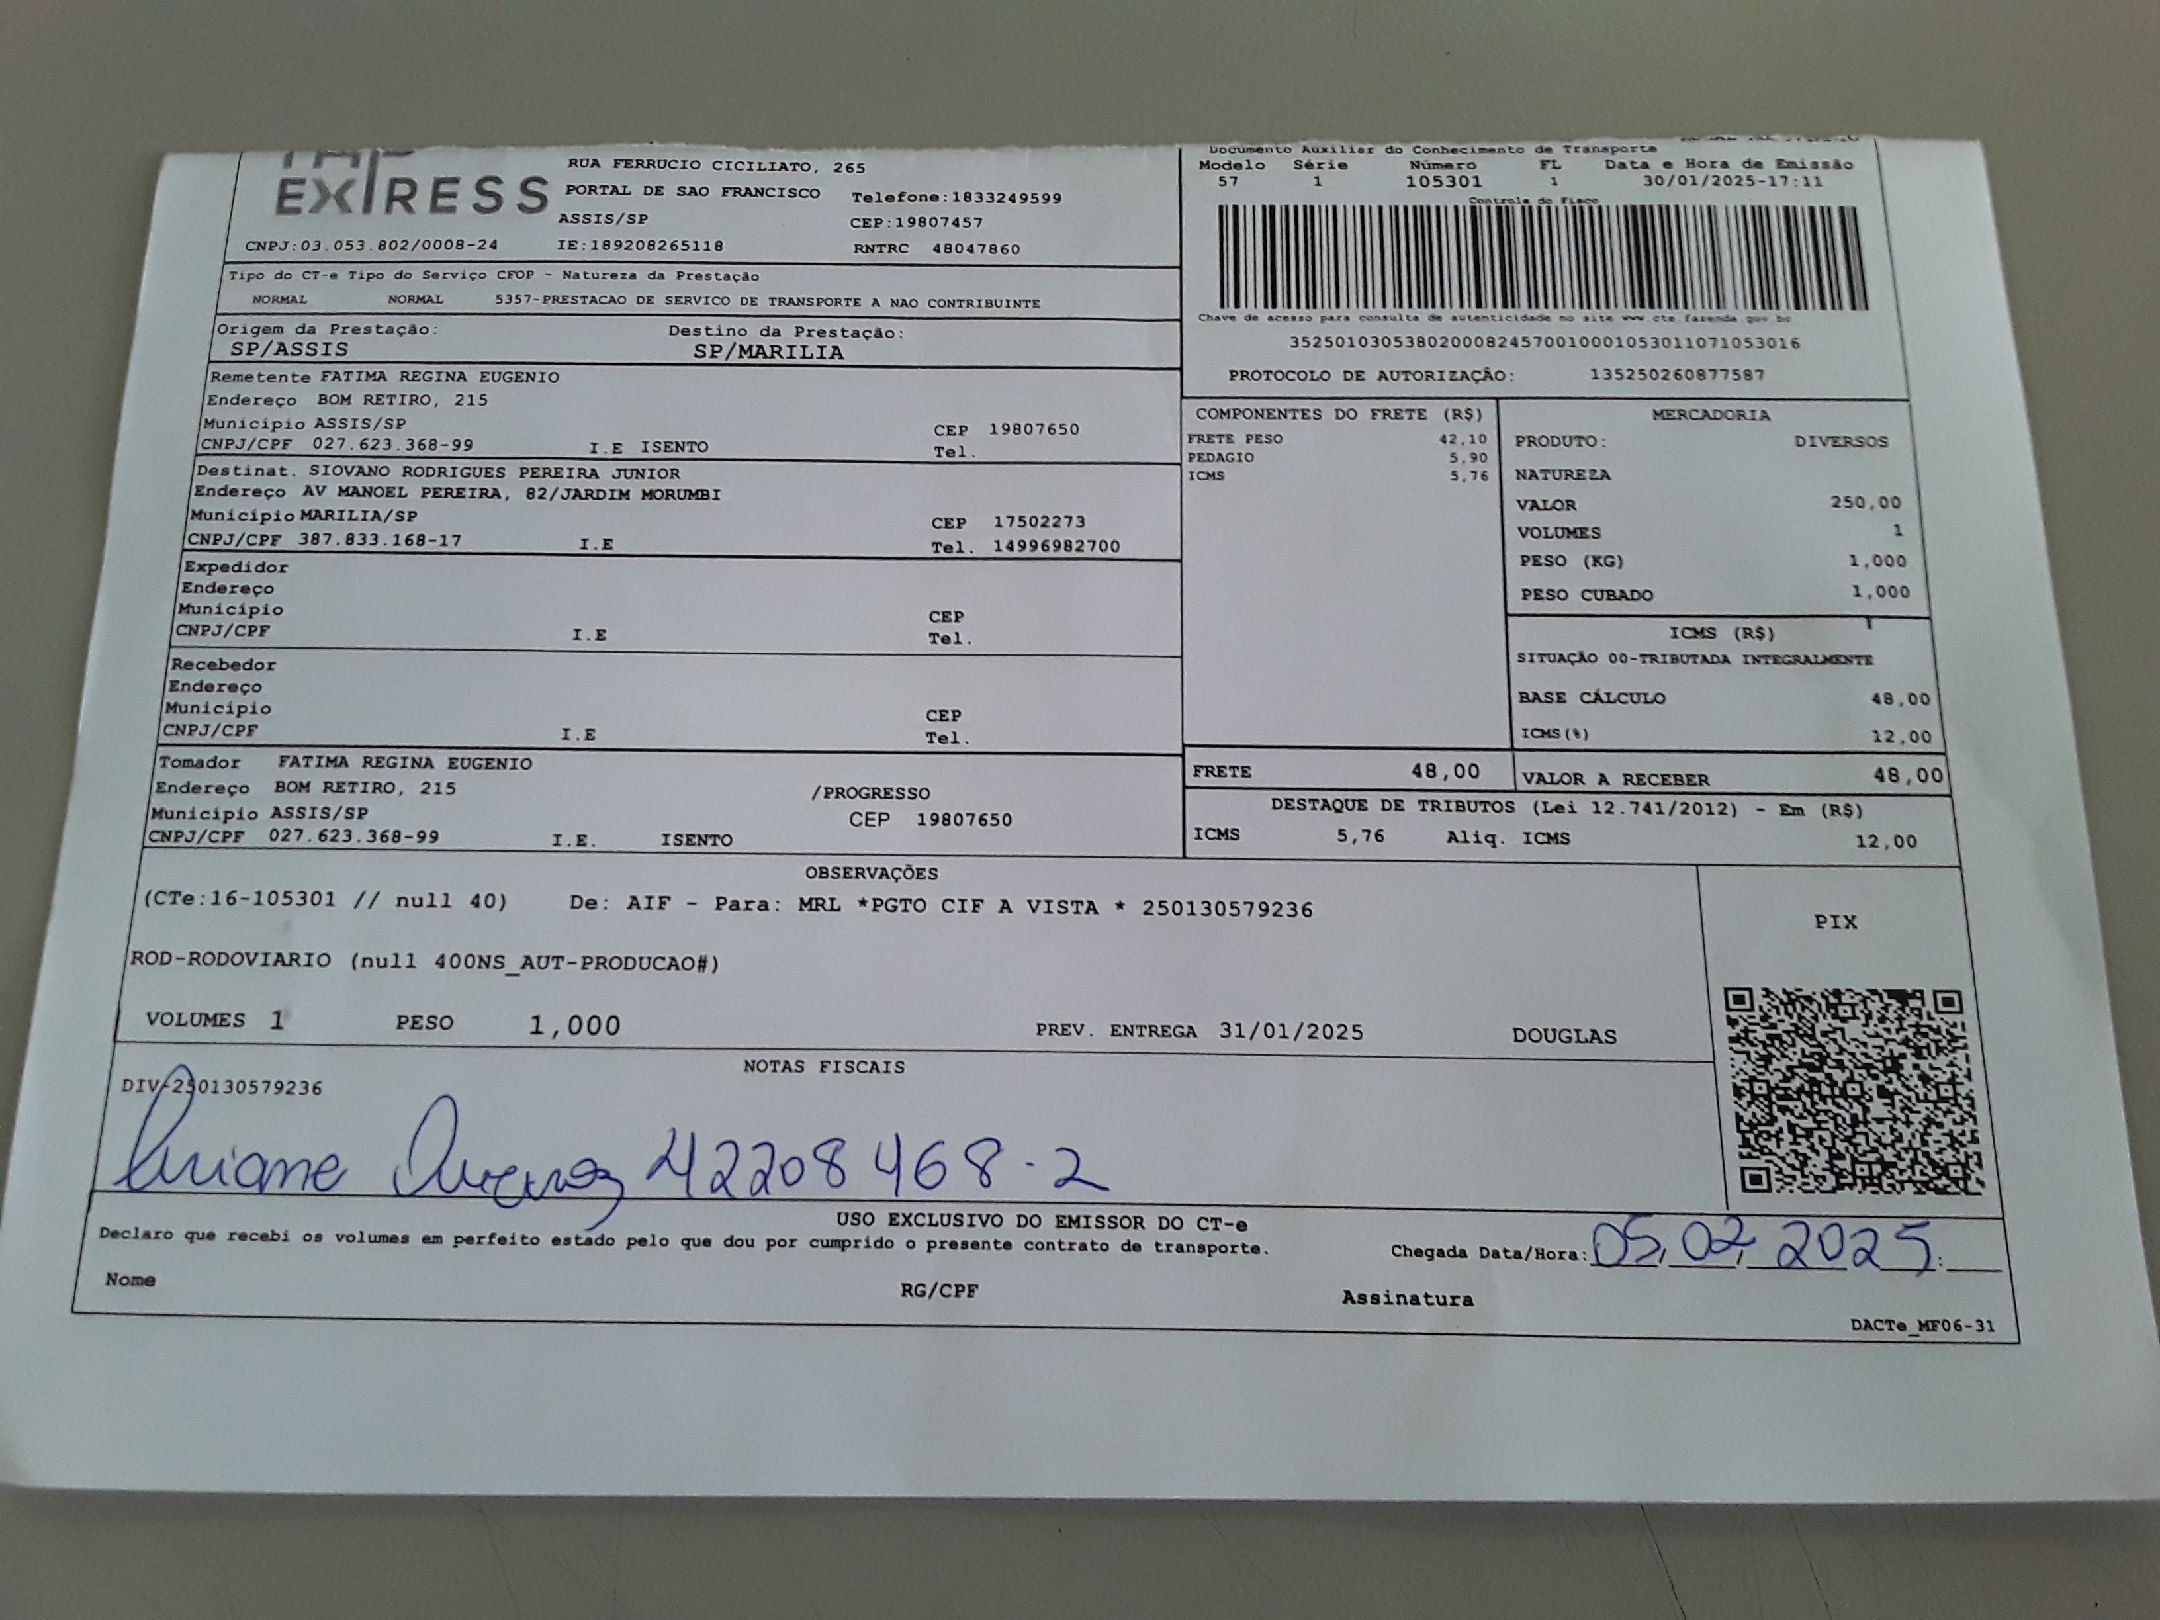 EXPRESS
RUA FERRUCIO CICILIATO, 265
PORTAL DE SAO FRANCISCO Telefone:1833249599
ASSIS/SP CEP:19807457
CNPJ:03.053.802/0008-24 IE:189208265118 RNTRC 48047860
Documento Auxiliar do Conhecimento de Transporte
Modelo Série Número FL Data e Hora de Emissão
57 1 105301 1 30/01/2025-17:11
Controle do Fisco
Chave de acesso para consulta de autenticidade no site www.cte.fazenda.gov.br
35250103053802000824570010001053011071053016
PROTOCOLO DE AUTORIZAÇÃO: 135250260877587
Tipo do CT-e Tipo do Serviço CFOP - Natureza da Prestação
NORMAL NORMAL 5357-PRESTACAO DE SERVICO DE TRANSPORTE A NAO CONTRIBUINTE
Origem da Prestação: Destino da Prestação:
SP/ASSIS SP/MARILIA
Remetente FATIMA REGINA EUGENIO
Endereço BOM RETIRO, 215
Municipio ASSIS/SP CEP 19807650
CNPJ/CPF 027.623.368-99 I.E ISENTO Tel.
Destinat. SIOVANO RODRIGUES PEREIRA JUNIOR
Endereço AV MANOEL PEREIRA, 82/JARDIM MORUMBI
Municipio MARILIA/SP CEP 17502273
CNPJ/CPF 387.833.168-17 I.E Tel. 14996982700
Expedidor
Endereço
Municipio CEP
CNPJ/CPF I.E Tel.
Recebedor
Endereço
Municipio CEP
CNPJ/CPF I.E Tel.
Tomador FATIMA REGINA EUGENIO
Endereço BOM RETIRO, 215 /PROGRESSO
Municipio ASSIS/SP CEP 19807650
CNPJ/CPF 027.623.368-99 I.E. ISENTO
COMPONENTES DO FRETE (R$)
FRETE PESO 42,10
PEDAGIO 5,90
ICMS 5,76
MERCADORIA
PRODUTO: DIVERSOS
NATUREZA
VALOR 250,00
VOLUMES 1
PESO (KG) 1,000
PESO CUBADO 1,000
ICMS (R$)
SITUAÇÃO 00-TRIBUTADA INTEGRALMENTE
BASE CÁLCULO 48,00
ICMS(%) 12,00
FRETE 48,00 VALOR A RECEBER 48,00
DESTAQUE DE TRIBUTOS (Lei 12.741/2012) - Em (R$)
ICMS 5,76 Aliq. ICMS 12,00
OBSERVAÇÕES
(CTe:16-105301 // null 40) De: AIF - Para: MRL *PGTO CIF A VISTA * 250130579236
ROD-RODOVIARIO (null 400NS_AUT-PRODUCAO#)
VOLUMES 1 PESO 1,000 PREV. ENTREGA 31/01/2025 DOUGLAS
PIX
NOTAS FISCAIS
DIV-250130579236
42208468-2
USO EXCLUSIVO DO EMISSOR DO CT-e
Declaro que recebi os volumes em perfeito estado pelo que dou por cumprido o presente contrato de transporte. Chegada Data/Hora: 05, 02, 2025 :
Nome RG/CPF Assinatura
DACTe_MF06-31